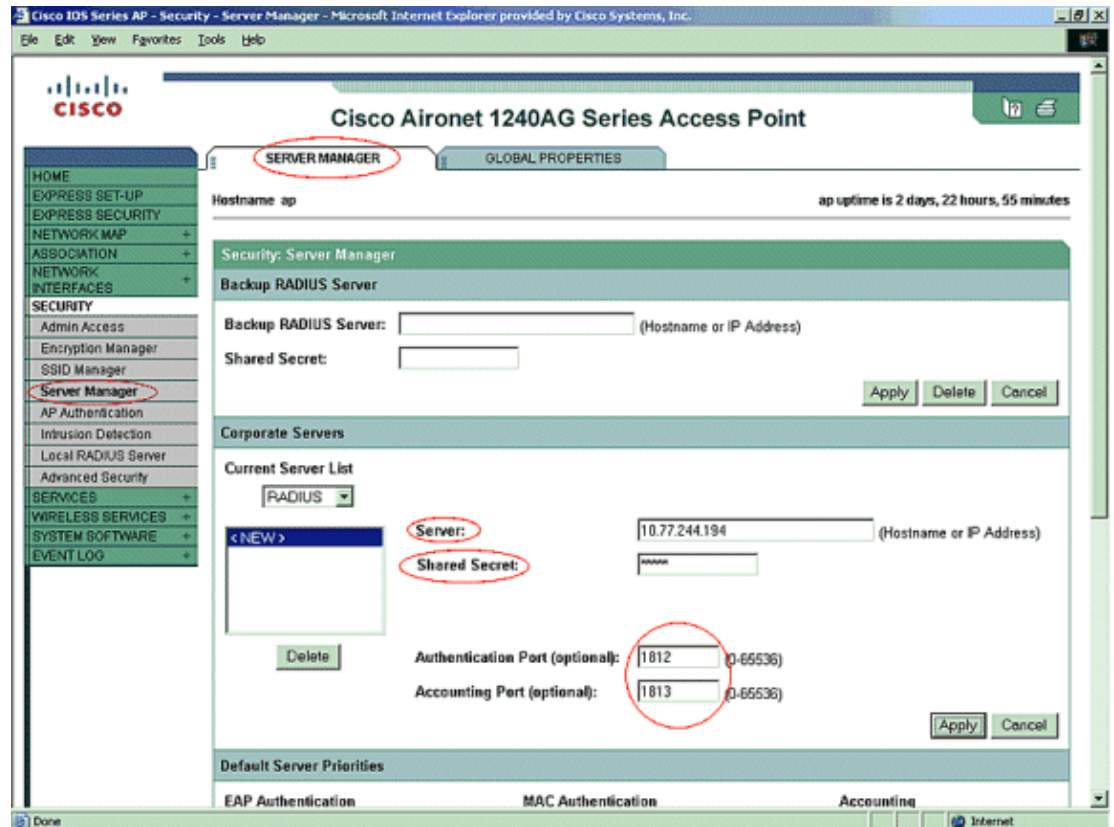 Cisco IOS Series AP - Security - Server Manager - Microsoft Internet Explorer provided by Cisco Systems, Inc.
File Edit View Favorites Tools Help
CISCO
Cisco Aironet 1240AG Series Access Point
SERVER MANAGER
GLOBAL PROPERTIES
HOME
EXPRESS SET-UP
EXPRESS SECURITY
NETWORK MAP +
ASSOCIATION +
NETWORK
INTERFACES +
SECURITY
Admin Access
Encryption Manager
SSID Manager
Server Manager
AP Authentication
Intrusion Detection
Local RADIUS Server
Advanced Security
SERVICES +
WIRELESS SERVICES +
SYSTEM SOFTWARE +
EVENT LOG +
Hostname ap
ap uptime is 2 days, 22 hours, 55 minutes
Security: Server Manager
Backup RADIUS Server
Backup RADIUS Server: (Hostname or IP Address)
Shared Secret:
Apply Delete Cancel
Corporate Servers
Current Server List
RADIUS
< NEW >
Delete
Server: 10.77.244.194 (Hostname or IP Address)
Shared Secret: *****
Authentication Port (optional): 1812 (0-65536)
Accounting Port (optional): 1813 (0-65536)
Apply Cancel
Default Server Priorities
EAP Authentication
MAC Authentication
Accounting
Done
Internet